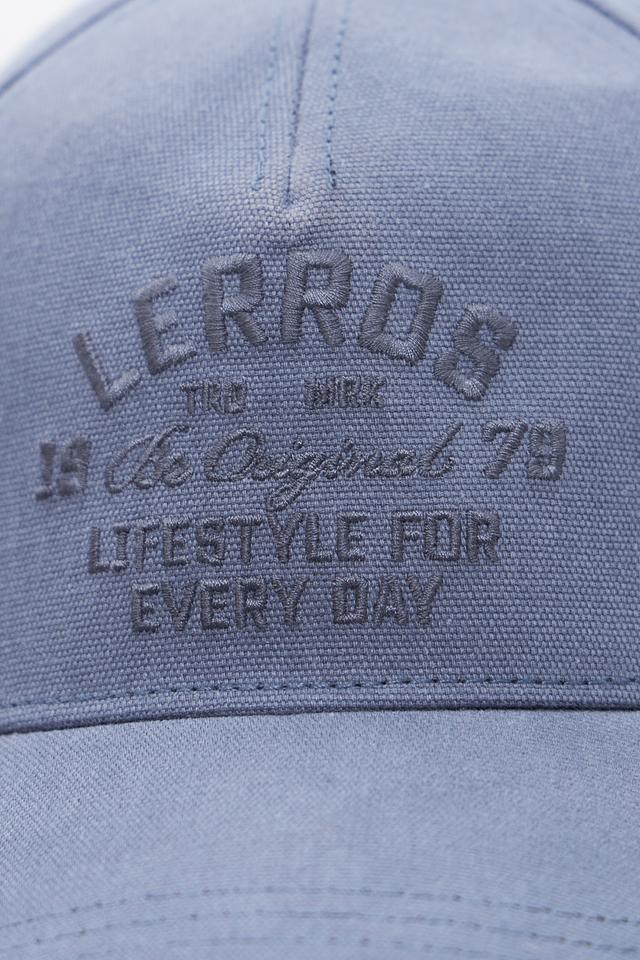 LERROS
TRD MRK
19 Be Original 79
LIFESTYLE FOR
EVERY DAY